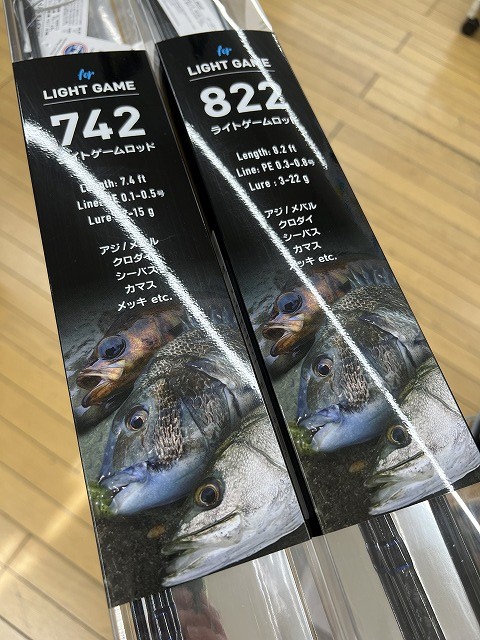 for
LIGHT GAME
742
ライトゲームロッド
Length: 7.4 ft
Line: PE 0.1-0.5号
Lure : -15 g
アジ / メバル
クロダイ
シーバス
カマス
メッキ etc.
for
LIGHT GAME
822
ライトゲームロッ
Length: 8.2 ft
Line: PE 0.3-0.8号
Lure : 3-22 g
アジ / メバル
クロダイ
シーバス
カマス
メッキ etc.